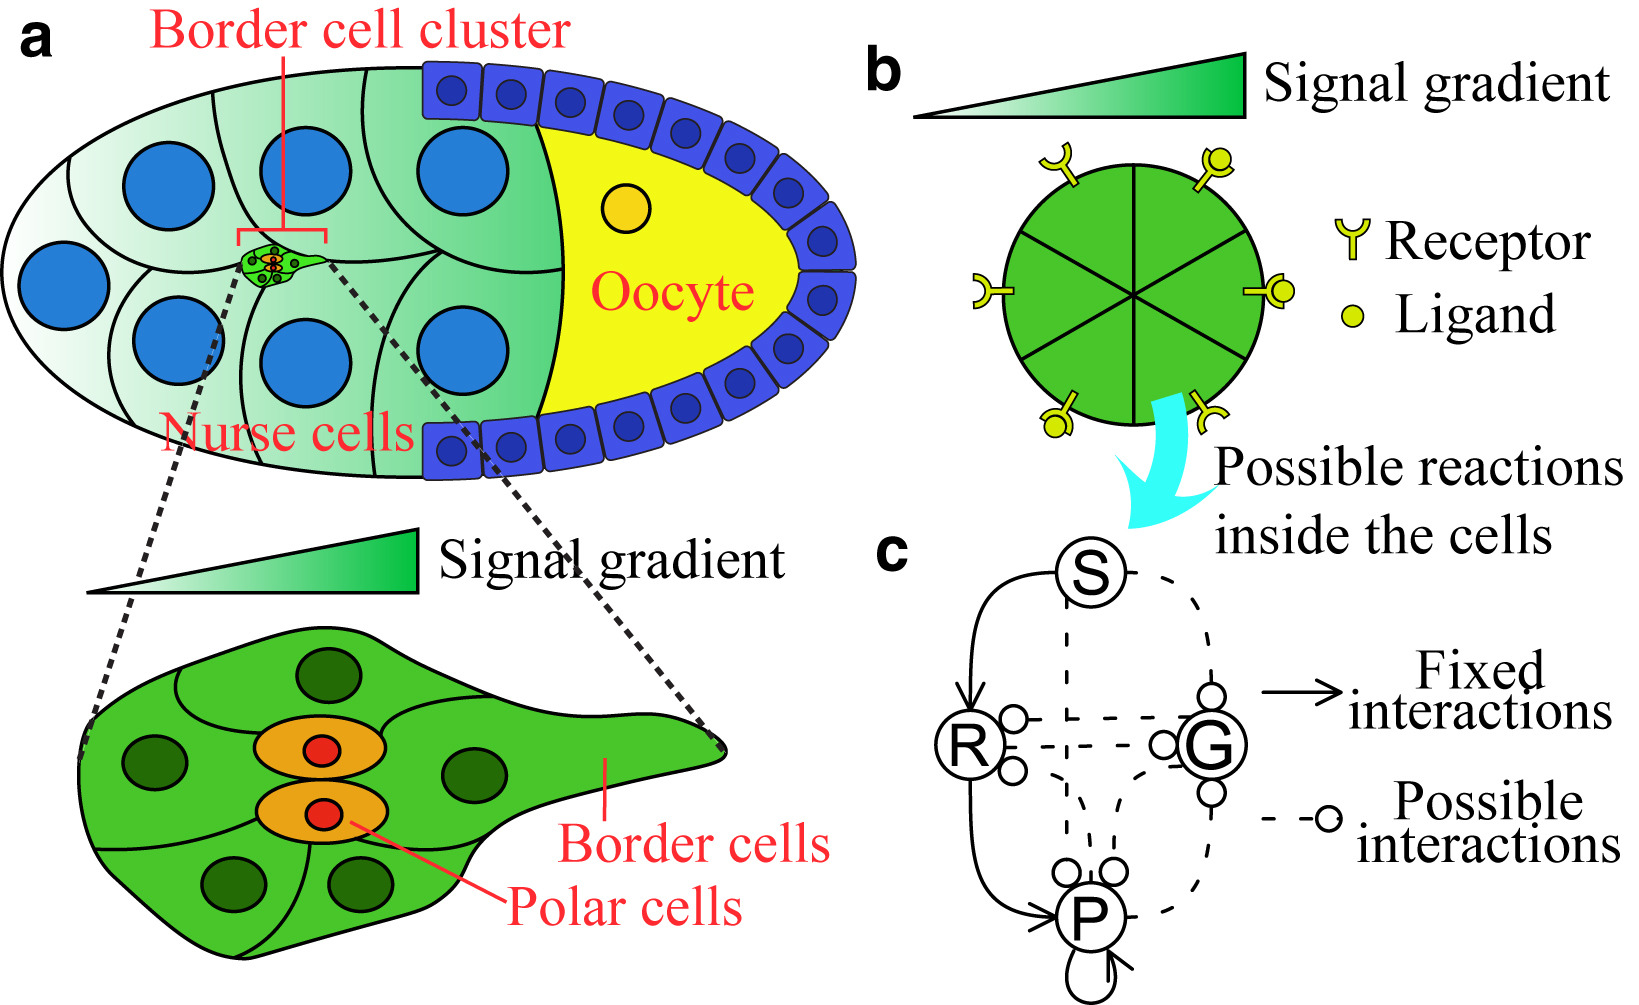 a
Border cell cluster
Oocyte
Nurse cells
Signal gradient
Border cells
Polar cells
b
Signal gradient
Receptor
Ligand
Possible reactions
inside the cells
c
S
R
G
P
Fixed
interactions
Possible
interactions